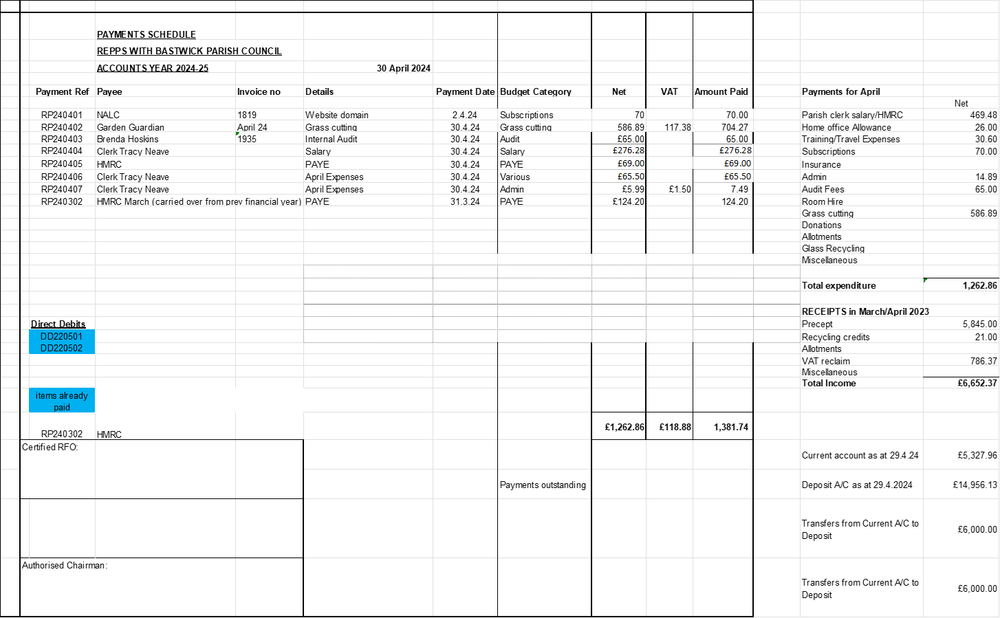 PAYMENTS SCHEDULE
REPPS WITH BASTWICK PARISH COUNCIL
ACCOUNTS YEAR 2024-25 30 April 2024
Payment Ref Payee Invoice no Details Payment Date Budget Category Net VAT Amount Paid Payments for April
Net
RP240401 NALC 1819 Website domain 2.4.24 Subscriptions 70 70.00 Parish clerk salary/HMRC 469.48
RP240402 Garden Guardian April 24 Grass cutting 30.4.24 Grass cutting 586.89 117.38 704.27 Home office Allowance 26.00
RP240403 Brenda Hoskins 1935 Internal Audit 30.4.24 Audit £65.00 65.00 Training/Travel Expenses 30.60
RP240404 Clerk Tracy Neave Salary 30.4.24 Salary £276.28 £276.28 Subscriptions 70.00
RP240405 HMRC PAYE 30.4.24 PAYE £69.00 £69.00 Insurance
RP240406 Clerk Tracy Neave April Expenses 30.4.24 Various £65.50 £65.50 Admin 14.89
RP240407 Clerk Tracy Neave April Expenses 30.4.24 Admin £5.99 £1.50 7.49 Audit Fees 65.00
RP240302 HMRC March (carried over from prev financial year) PAYE 31.3.24 PAYE £124.20 124.20 Room Hire
Grass cutting 586.89
Donations
Allotments
Glass Recycling
Miscellaneous
Total expenditure 1,262.86
RECEIPTS in March/April 2023
Direct Debits Precept 5,845.00
DD220501 Recycling credits 21.00
DD220502 Allotments
VAT reclaim 786.37
Miscellaneous
Total Income £6,652.37
items already
paid
£1,262.86 £118.88 1,381.74
RP240302 HMRC
Certified RFO:
Current account as at 29.4.24 £5,327.96
Payments outstanding Deposit A/C as at 29.4.2024 £14,956.13
Transfers from Current A/C to
Deposit £6,000.00
Authorised Chairman:
Transfers from Current A/C to
Deposit £6,000.00